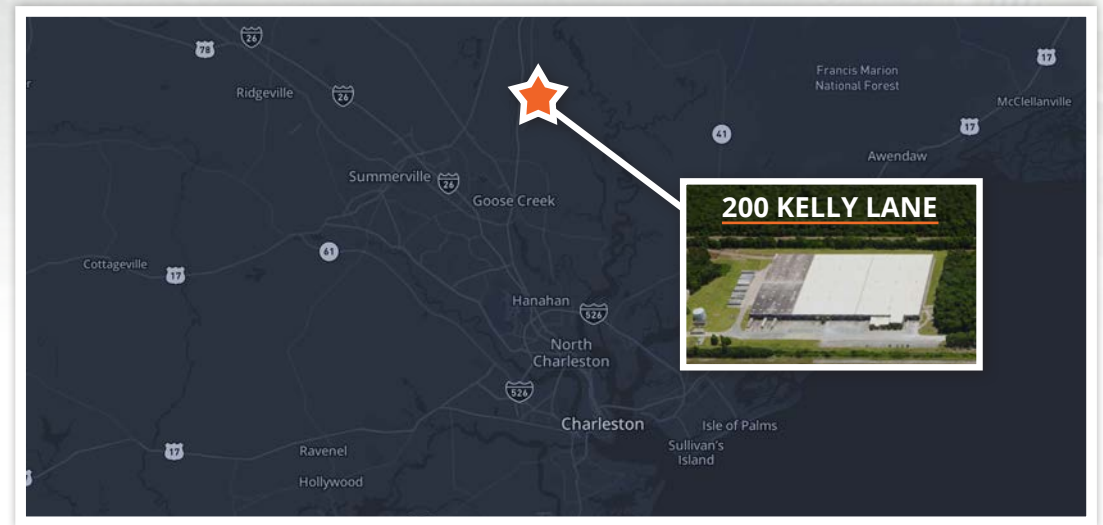 26
78
17
Francis Marion
National Forest
Ridgeville
26
McClellanville
17
41
Awendaw
Summerville
26
Goose Creek
200 KELLY LANE
61
Cottageville
17
Hanahan
526
North
Charleston
526
Charleston
Isle of Palms
Sullivan's
Island
17
Ravenel
Hollywood